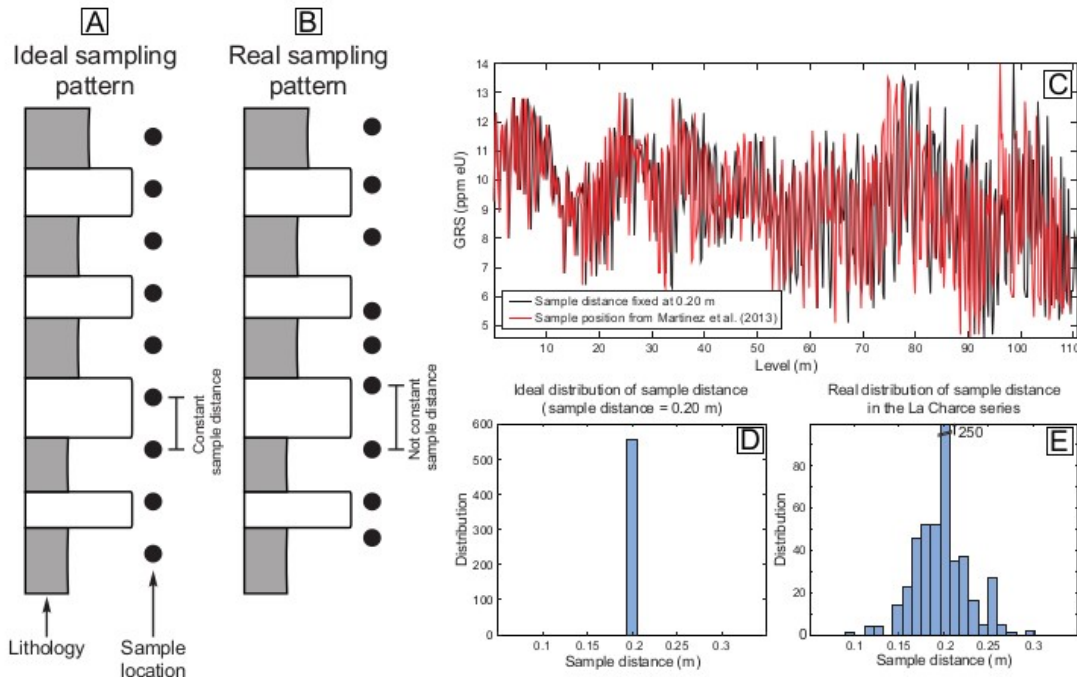 A
Ideal sampling
pattern
B
Real sampling
pattern
Constant
sample distance
Not constant
sample distance
Lithology
Sample
location
C
14
13
12
11
10
9
8
7
6
5
GRS (ppm eU)
Sample distance fixed at 0.20 m
Sample position from Martinez et al. (2013)
10 20 30 40 50 60 70 80 90 100 110
Level (m)
Ideal distribution of sample distance
(sample distance = 0.20 m)
D
600
500
400
300
200
100
0
Distribution
0.1 0.15 0.2 0.25 0.3
Sample distance (m)
Real distribution of sample distance
in the La Charce series
E
250
80
60
40
20
0
Distribution
0.1 0.15 0.2 0.25 0.3
Sample distance (m)